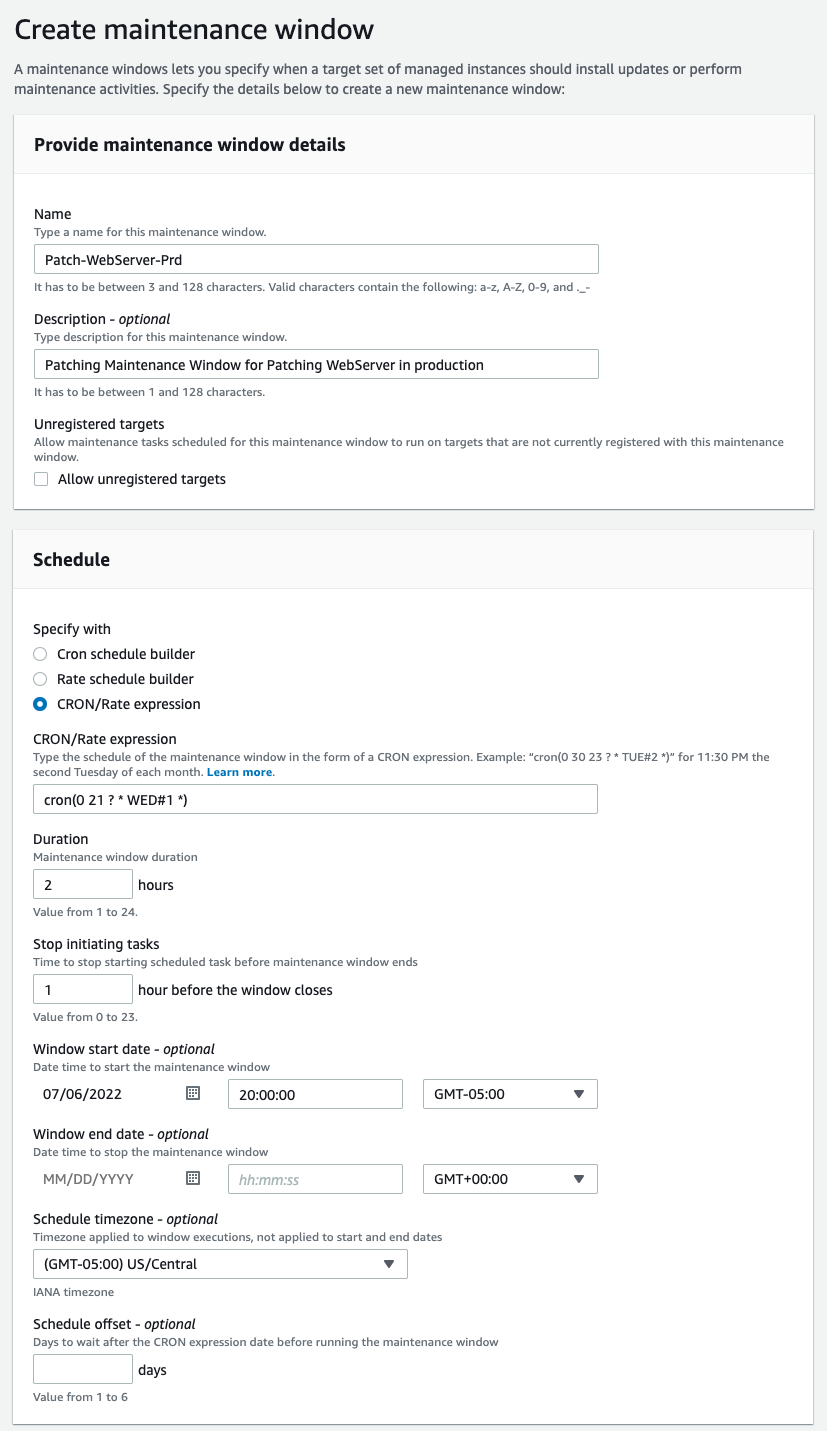 Create maintenance window
A maintenance windows lets you specify when a target set of managed instances should install updates or perform
maintenance activities. Specify the details below to create a new maintenance window:
Provide maintenance window details
Name
Type a name for this maintenance window.
Patch-WebServer-Prd
It has to be between 3 and 128 characters. Valid characters contain the following: a-z, A-Z, 0-9, and ._-
Description - optional
Type description for this maintenance window.
Patching Maintenance Window for Patching WebServer in production
It has to be between 1 and 128 characters.
Unregistered targets
Allow maintenance tasks scheduled for this maintenance window to run on targets that are not currently registered with this maintenance
window.
Allow unregistered targets
Schedule
Specify with
Cron schedule builder
Rate schedule builder
CRON/Rate expression
CRON/Rate expression
Type the schedule of the maintenance window in the form of a CRON expression. Example: “cron(0 30 23 ? * TUE#2 *)” for 11:30 PM the
second Tuesday of each month. Learn more.
cron(0 21 ? * WED#1 *)
Duration
Maintenance window duration
2 hours
Value from 1 to 24.
Stop initiating tasks
Time to stop starting scheduled task before maintenance window ends
1 hour before the window closes
Value from 0 to 23.
Window start date - optional
Date time to start the maintenance window
07/06/2022 20:00:00 GMT-05:00
Window end date - optional
Date time to stop the maintenance window
MM/DD/YYYY hh:mm:ss GMT+00:00
Schedule timezone - optional
Timezone applied to window executions, not applied to start and end dates
(GMT-05:00) US/Central
IANA timezone
Schedule offset - optional
Days to wait after the CRON expression date before running the maintenance window
days
Value from 1 to 6